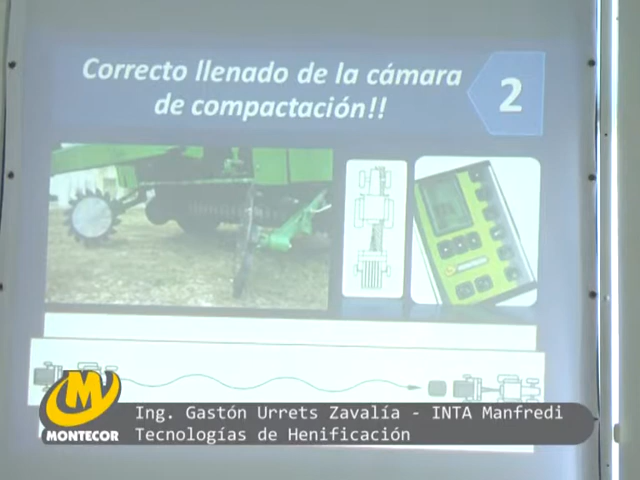 Correcto llenado de la cámara
de compactación!!
2
Ing. Gastón Urrets Zavalía - INTA Manfredi
Tecnologías de Henificación
M
MONTECOR